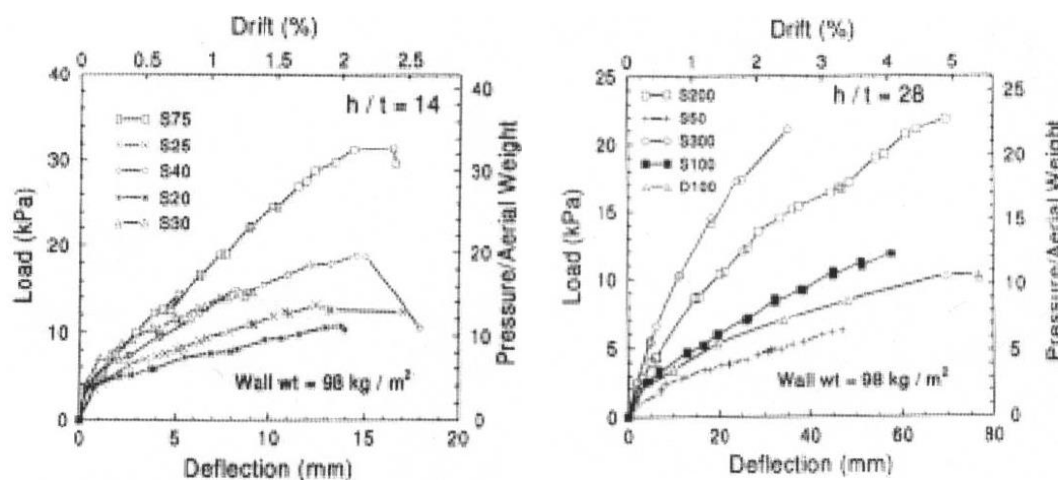 Drift (%)
0 0.5 1 1.5 2 2.5 3
40
30
20
10
0
Load (kPa)
h / t = 14
S75
S25
S40
S20
S30
Wall wt = 98 kg / m²
40
30
20
10
0
Pressure/Aerial Weight
0 5 10 15 20
Deflection (mm)
Drift (%)
0 1 2 3 4 5
25
20
15
10
5
0
Load (kPa)
h / t = 28
S200
S50
S300
S100
D100
Wall wt = 98 kg / m²
25
20
15
10
5
0
Pressure/Aerial Weight
0 20 40 60 80
Deflection (mm)